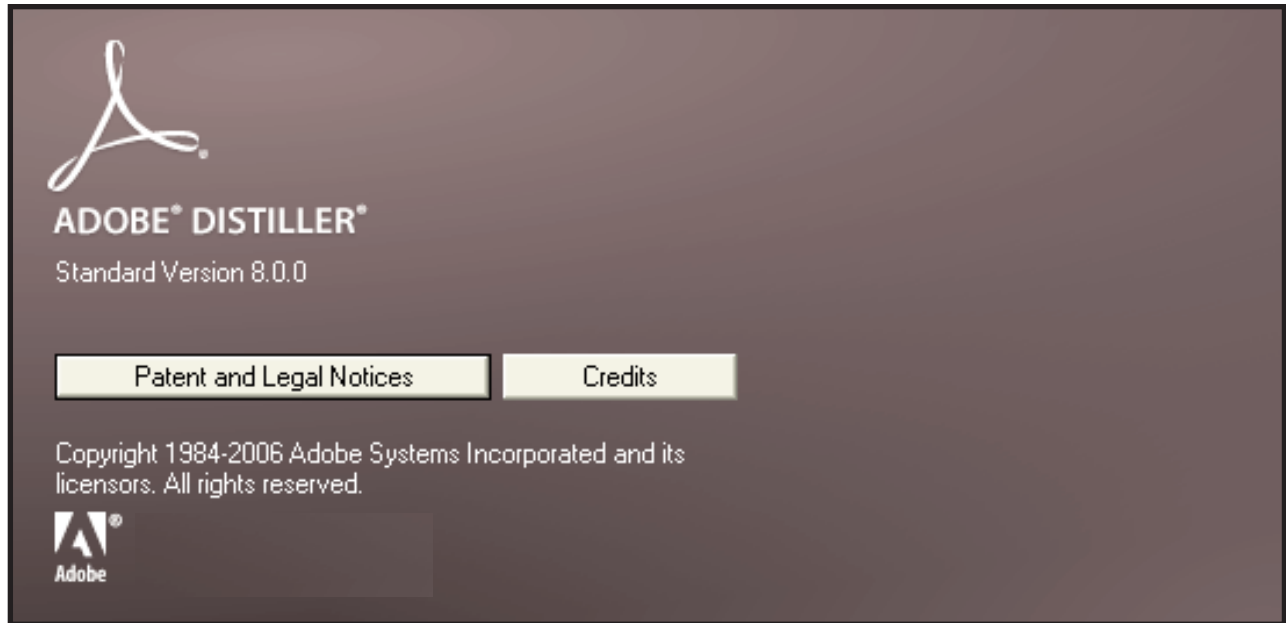 ADOBE® DISTILLER®
Standard Version 8.0.0
Patent and Legal Notices
Credits
Copyright 1984-2006 Adobe Systems Incorporated and its
licensors. All rights reserved.
®
Adobe